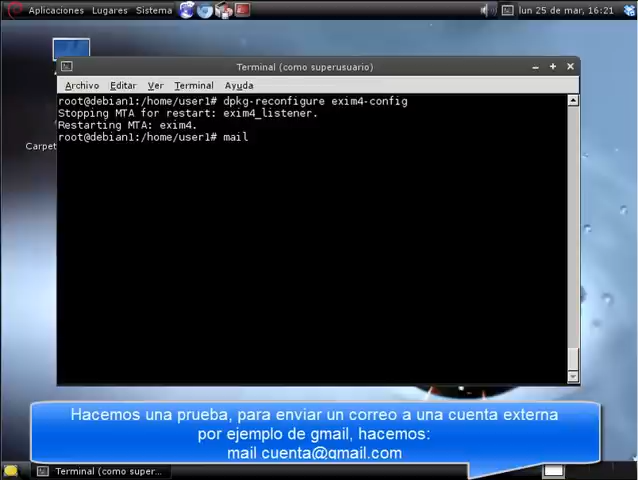 Aplicaciones Lugares Sistema lun 25 de mar, 16:21
Terminal (como superusuario)
Archivo Editar Ver Terminal Ayuda
root@debian1:/home/user1# dpkg-reconfigure exim4-config
Stopping MTA for restart: exim4_listener.
Restarting MTA: exim4.
root@debian1:/home/user1# mail
Carpet
Hacemos una prueba, para enviar un correo a una cuenta externa
por ejemplo de gmail, hacemos:
mail cuenta@gmail.com
Terminal (como super...